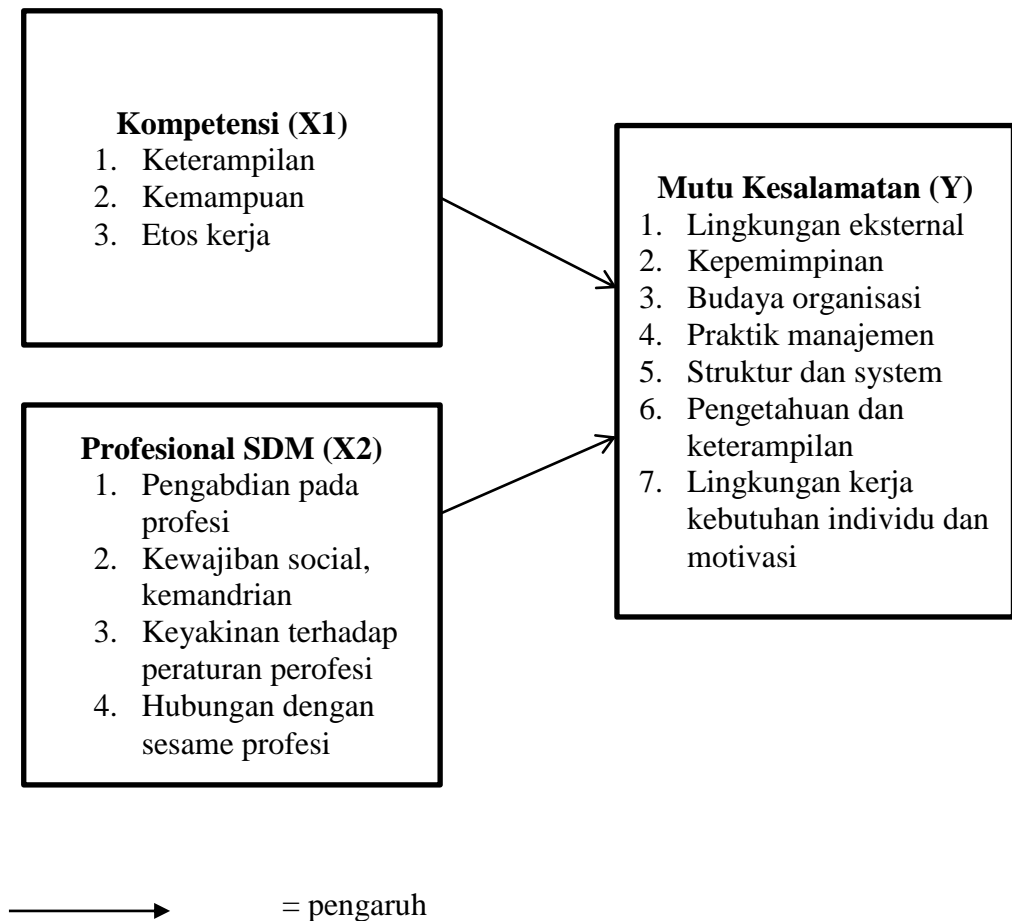 Kompetensi (X1)
1. Keterampilan
2. Kemampuan
3. Etos kerja
Profesional SDM (X2)
1. Pengabdian pada
profesi
2. Kewajiban social,
kemandrian
3. Keyakinan terhadap
peraturan perofesi
4. Hubungan dengan
sesame profesi
Mutu Kesalamatan (Y)
1. Lingkungan eksternal
2. Kepemimpinan
3. Budaya organisasi
4. Praktik manajemen
5. Struktur dan system
6. Pengetahuan dan
keterampilan
7. Lingkungan kerja
kebutuhan individu dan
motivasi
= pengaruh